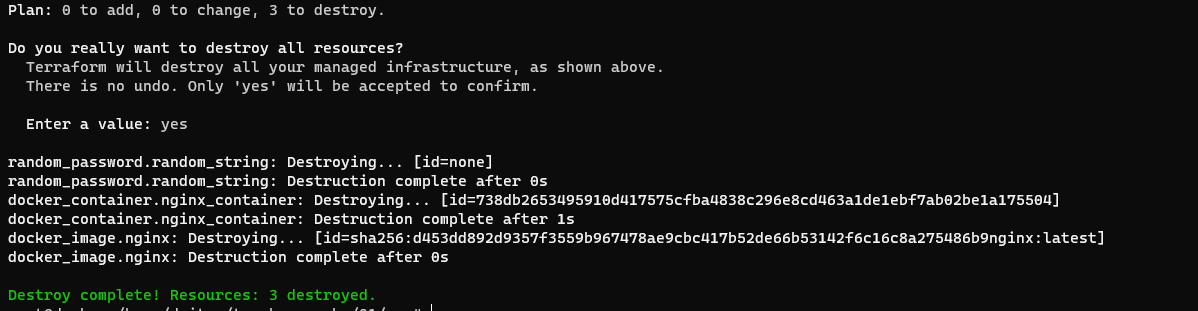 Plan: 0 to add, 0 to change, 3 to destroy.
Do you really want to destroy all resources?
Terraform will destroy all your managed infrastructure, as shown above.
There is no undo. Only 'yes' will be accepted to confirm.
Enter a value: yes
random_password.random_string: Destroying... [id=none]
random_password.random_string: Destruction complete after 0s
docker_container.nginx_container: Destroying... [id=738db2653495910d417575cfba4838c296e8cd463a1de1ebf7ab02be1a175504]
docker_container.nginx_container: Destruction complete after 1s
docker_image.nginx: Destroying... [id=sha256:d453dd892d9357f3559b967478ae9cbc417b52de66b53142f6c16c8a275486b9nginx:latest]
docker_image.nginx: Destruction complete after 0s
Destroy complete! Resources: 3 destroyed.